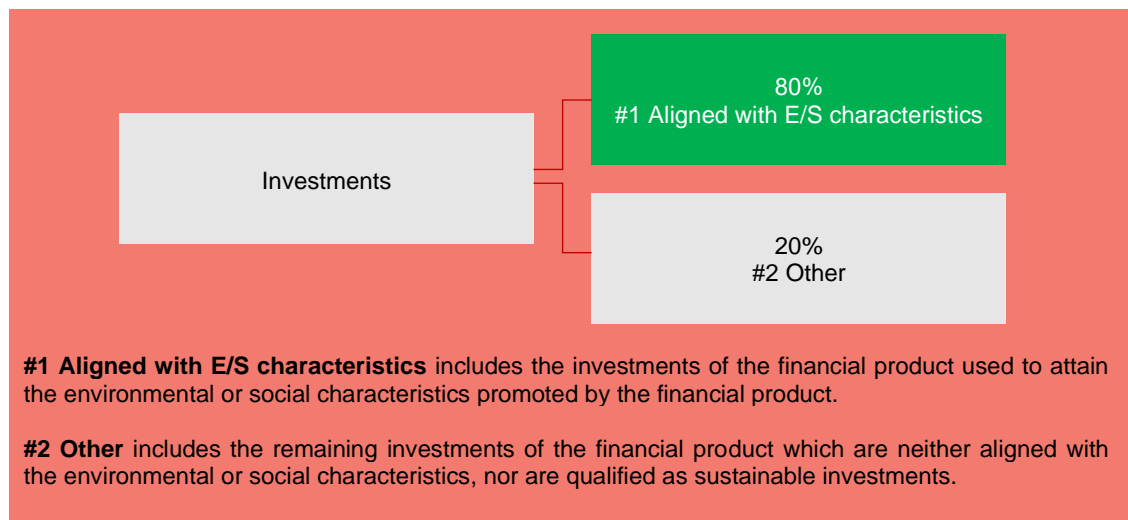 80%
#1 Aligned with E/S characteristics
Investments
20%
#2 Other
#1 Aligned with E/S characteristics includes the investments of the financial product used to attain
the environmental or social characteristics promoted by the financial product.
#2 Other includes the remaining investments of the financial product which are neither aligned with
the environmental or social characteristics, nor are qualified as sustainable investments.